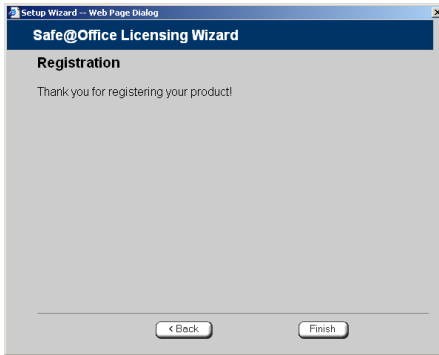 Setup Wizard -- Web Page Dialog
Safe@Office Licensing Wizard
Registration
Thank you for registering your product!
< Back Finish